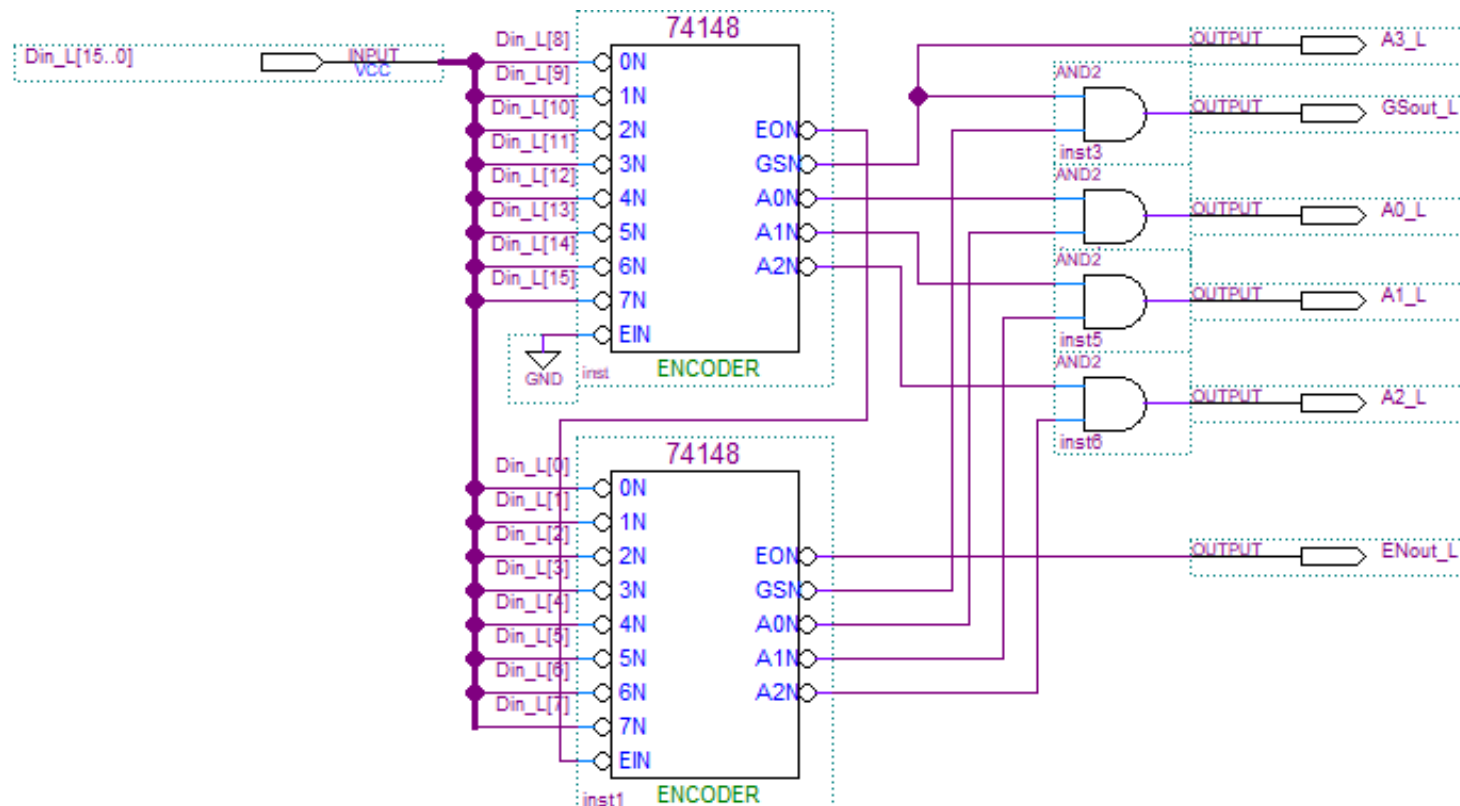 Din_L[15..0]
INPUT
VCC
74148
Din_L[8]
0N
Din_L[9]
1N
Din_L[10]
2N
Din_L[11]
3N
Din_L[12]
4N
Din_L[13]
5N
Din_L[14]
6N
Din_L[15]
7N
EIN
EON
GSN
A0N
A1N
A2N
GND
inst
ENCODER
OUTPUT
A3_L
AND2
inst3
OUTPUT
GSout_L
AND2
OUTPUT
A0_L
AND2
inst5
OUTPUT
A1_L
AND2
inst6
OUTPUT
A2_L
74148
Din_L[0]
0N
Din_L[1]
1N
Din_L[2]
2N
Din_L[3]
3N
Din_L[4]
4N
Din_L[5]
5N
Din_L[6]
6N
Din_L[7]
7N
EIN
EON
GSN
A0N
A1N
A2N
inst1
ENCODER
OUTPUT
ENout_L